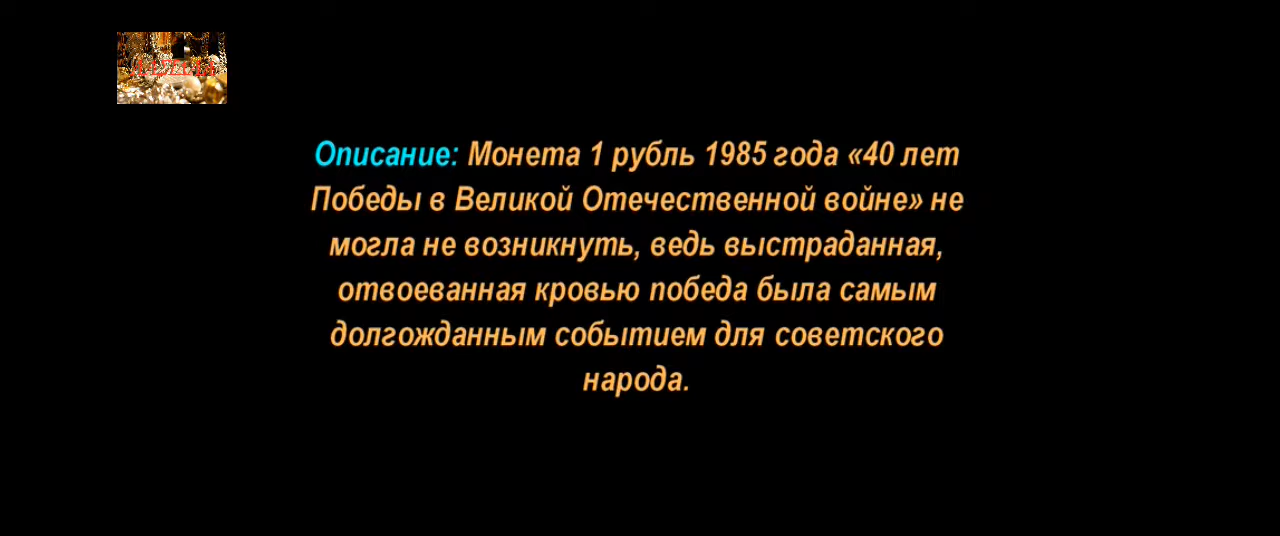 Описание: Монета 1 рубль 1985 года «40 лет
Победы в Великой Отечественной войне» не
могла не возникнуть, ведь выстраданная,
отвоеванная кровью победа была самым
долгожданным событием для советского
народа.